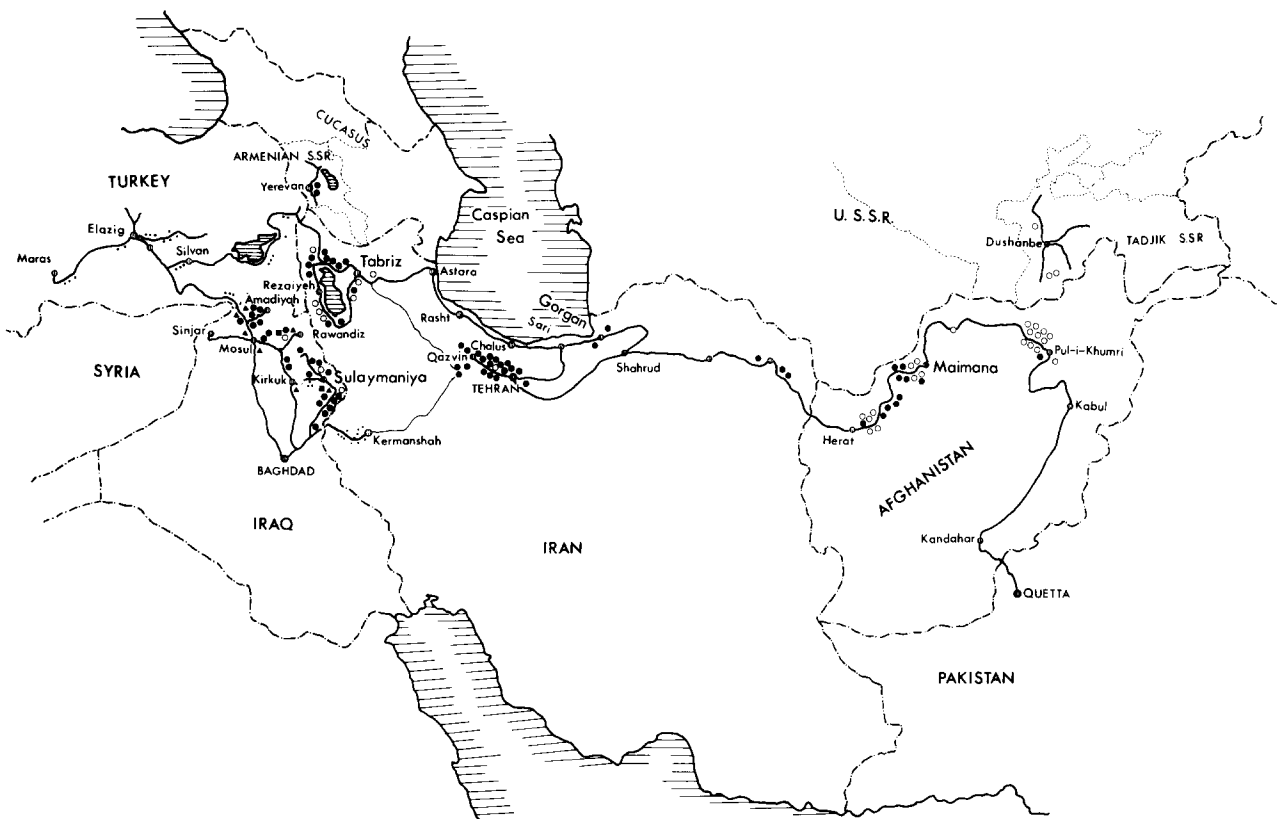 CUCASUS
ARMENIAN S.S.R.
Yerevan
TURKEY
Caspian
Sea
U.S.S.R.
Dushanbe
TADJIK S.S.R
Elazig
Silvan
Maras
Tabriz
Astara
Rezaiyeh
Amadiyah
Gorgan
Sari
Rasht
Sinjar
Rawandiz
Chalus
Mosul
Qazvin
Pul-i-Khumri
SYRIA
Shahrud
Maimana
Kirkuk
Sulaymaniya
TEHRAN
Kabul
Kermanshah
Herat
BAGHDAD
AFGHANISTAN
IRAQ
IRAN
Kandahar
QUETTA
PAKISTAN